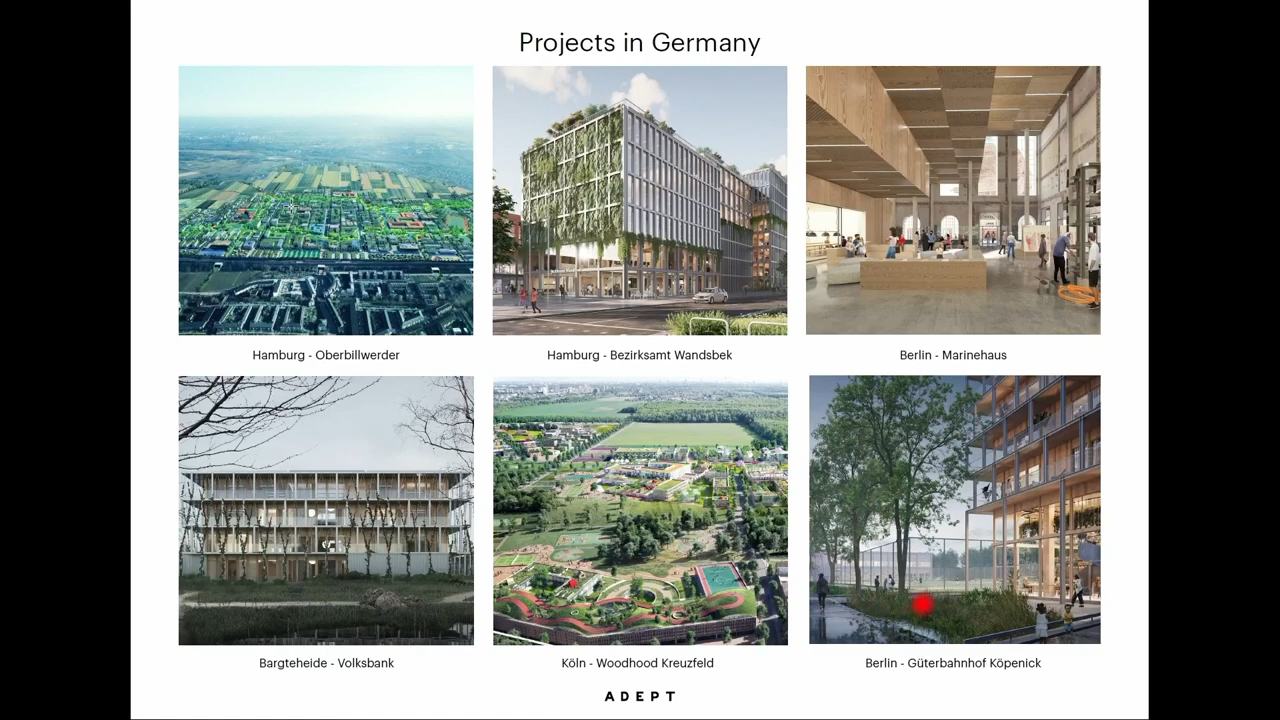 Projects in Germany
Hamburg - Oberbillwerder
Hamburg - Bezirksamt Wandsbek
Berlin - Marinehaus
Bargteheide - Volksbank
Köln - Woodhood Kreuzfeld
Berlin - Güterbahnhof Köpenick
ADEPT